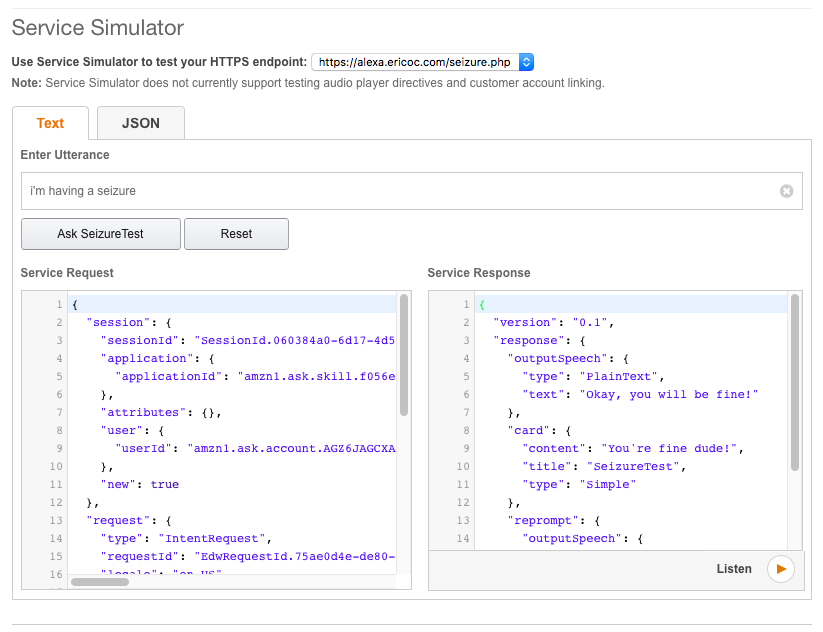 Service Simulator
Use Service Simulator to test your HTTPS endpoint: https://alexa.ericoc.com/seizure.php
Note: Service Simulator does not currently support testing audio player directives and customer account linking.
Text JSON
Enter Utterance
i'm having a seizure
Ask SeizureTest Reset
Service Request
1 {
2 "session": {
3 "sessionId": "SessionId.060384a0-6d17-4d5
4 "application": {
5 "applicationId": "amzn1.ask.skill.f056e
6 },
7 "attributes": {},
8 "user": {
9 "userId": "amzn1.ask.account.AGZ6JAGCXA
10 },
11 "new": true
12 },
13 "request": {
14 "type": "IntentRequest",
15 "requestId": "EdwRequestId.75ae0d4e-de80-
16 "locale": "en-US"
Service Response
1 {
2 "version": "0.1",
3 "response": {
4 "outputSpeech": {
5 "type": "PlainText",
6 "text": "Okay, you will be fine!"
7 },
8 "card": {
9 "content": "You're fine dude!",
10 "title": "SeizureTest",
11 "type": "Simple"
12 },
13 "reprompt": {
14 "outputSpeech": {
Listen